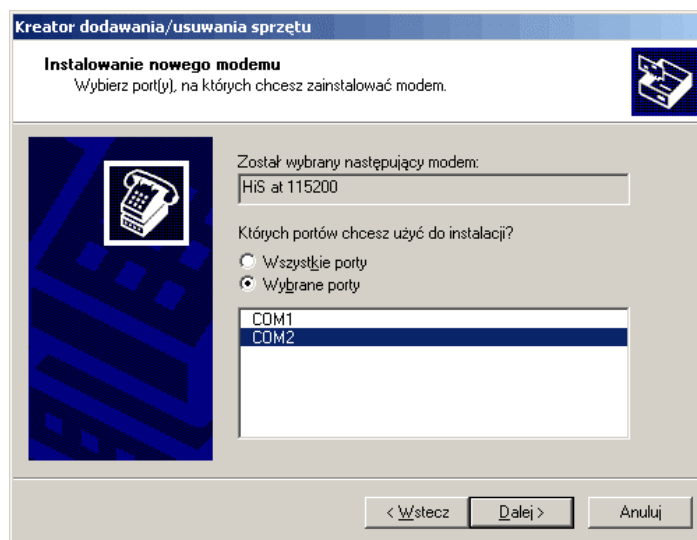 Kreator dodawania/usuwania sprzętu
Instalowanie nowego modemu
Wybierz port(y), na których chcesz zainstalować modem.
Został wybrany następujący modem:
HiS at 115200
Których portów chcesz użyć do instalacji?
Wszystkie porty
Wybrane porty
COM1
COM2
< Wstecz
Dalej >
Anuluj